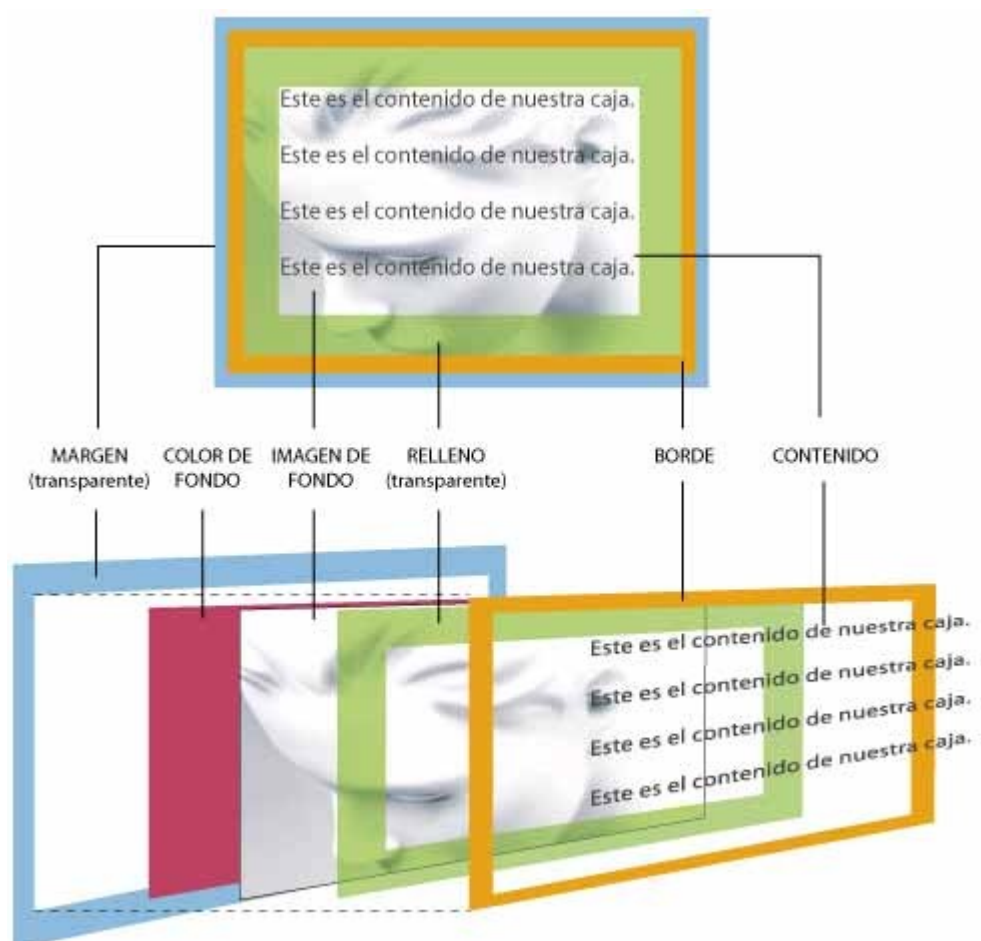 Este es el contenido de nuestra caja.
Este es el contenido de nuestra caja.
Este es el contenido de nuestra caja.
Este es el contenido de nuestra caja.
MARGEN
(transparente)
COLOR DE
FONDO
IMAGEN DE
FONDO
RELLENO
(transparente)
BORDE
CONTENIDO
Este es el contenido de nuestra caja.
Este es el contenido de nuestra caja.
Este es el contenido de nuestra caja.
Este es el contenido de nuestra caja.